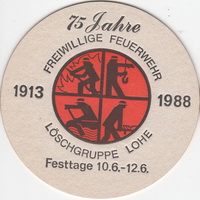 75 Jahre
FREIWILLIGE FEUERWEHR
1913 1988
LÖSCHGRUPPE LOHE
Festtage 10.6.-12.6.